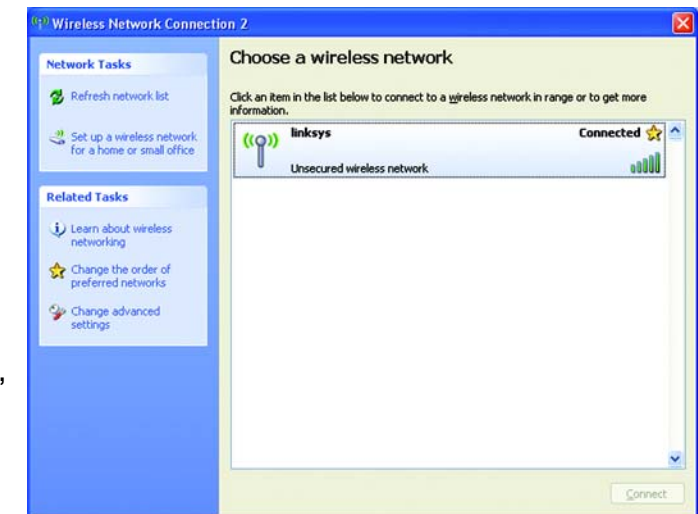 Wireless Network Connection 2
Network Tasks
Refresh network list
Set up a wireless network
for a home or small office
Related Tasks
Learn about wireless
networking
Change the order of
preferred networks
Change advanced
settings
,
Choose a wireless network
Click an item in the list below to connect to a wireless network in range or to get more
information.
linksys
Connected
Unsecured wireless network
Connect